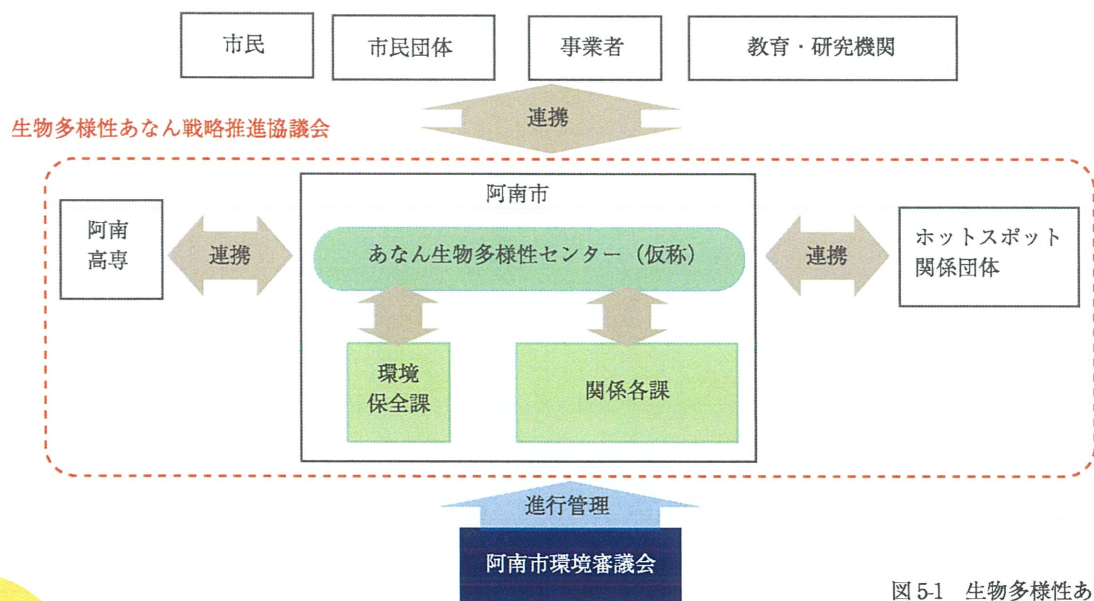 市民
市民団体
事業者
教育・研究機関
連携
生物多様性あなん戦略推進協議会
阿南市
阿南
高専
連携
あなん生物多様性センター（仮称）
連携
ホットスポット
関係団体
環境
保全課
関係各課
進行管理
阿南市環境審議会
図 5-1 生物多様性あ